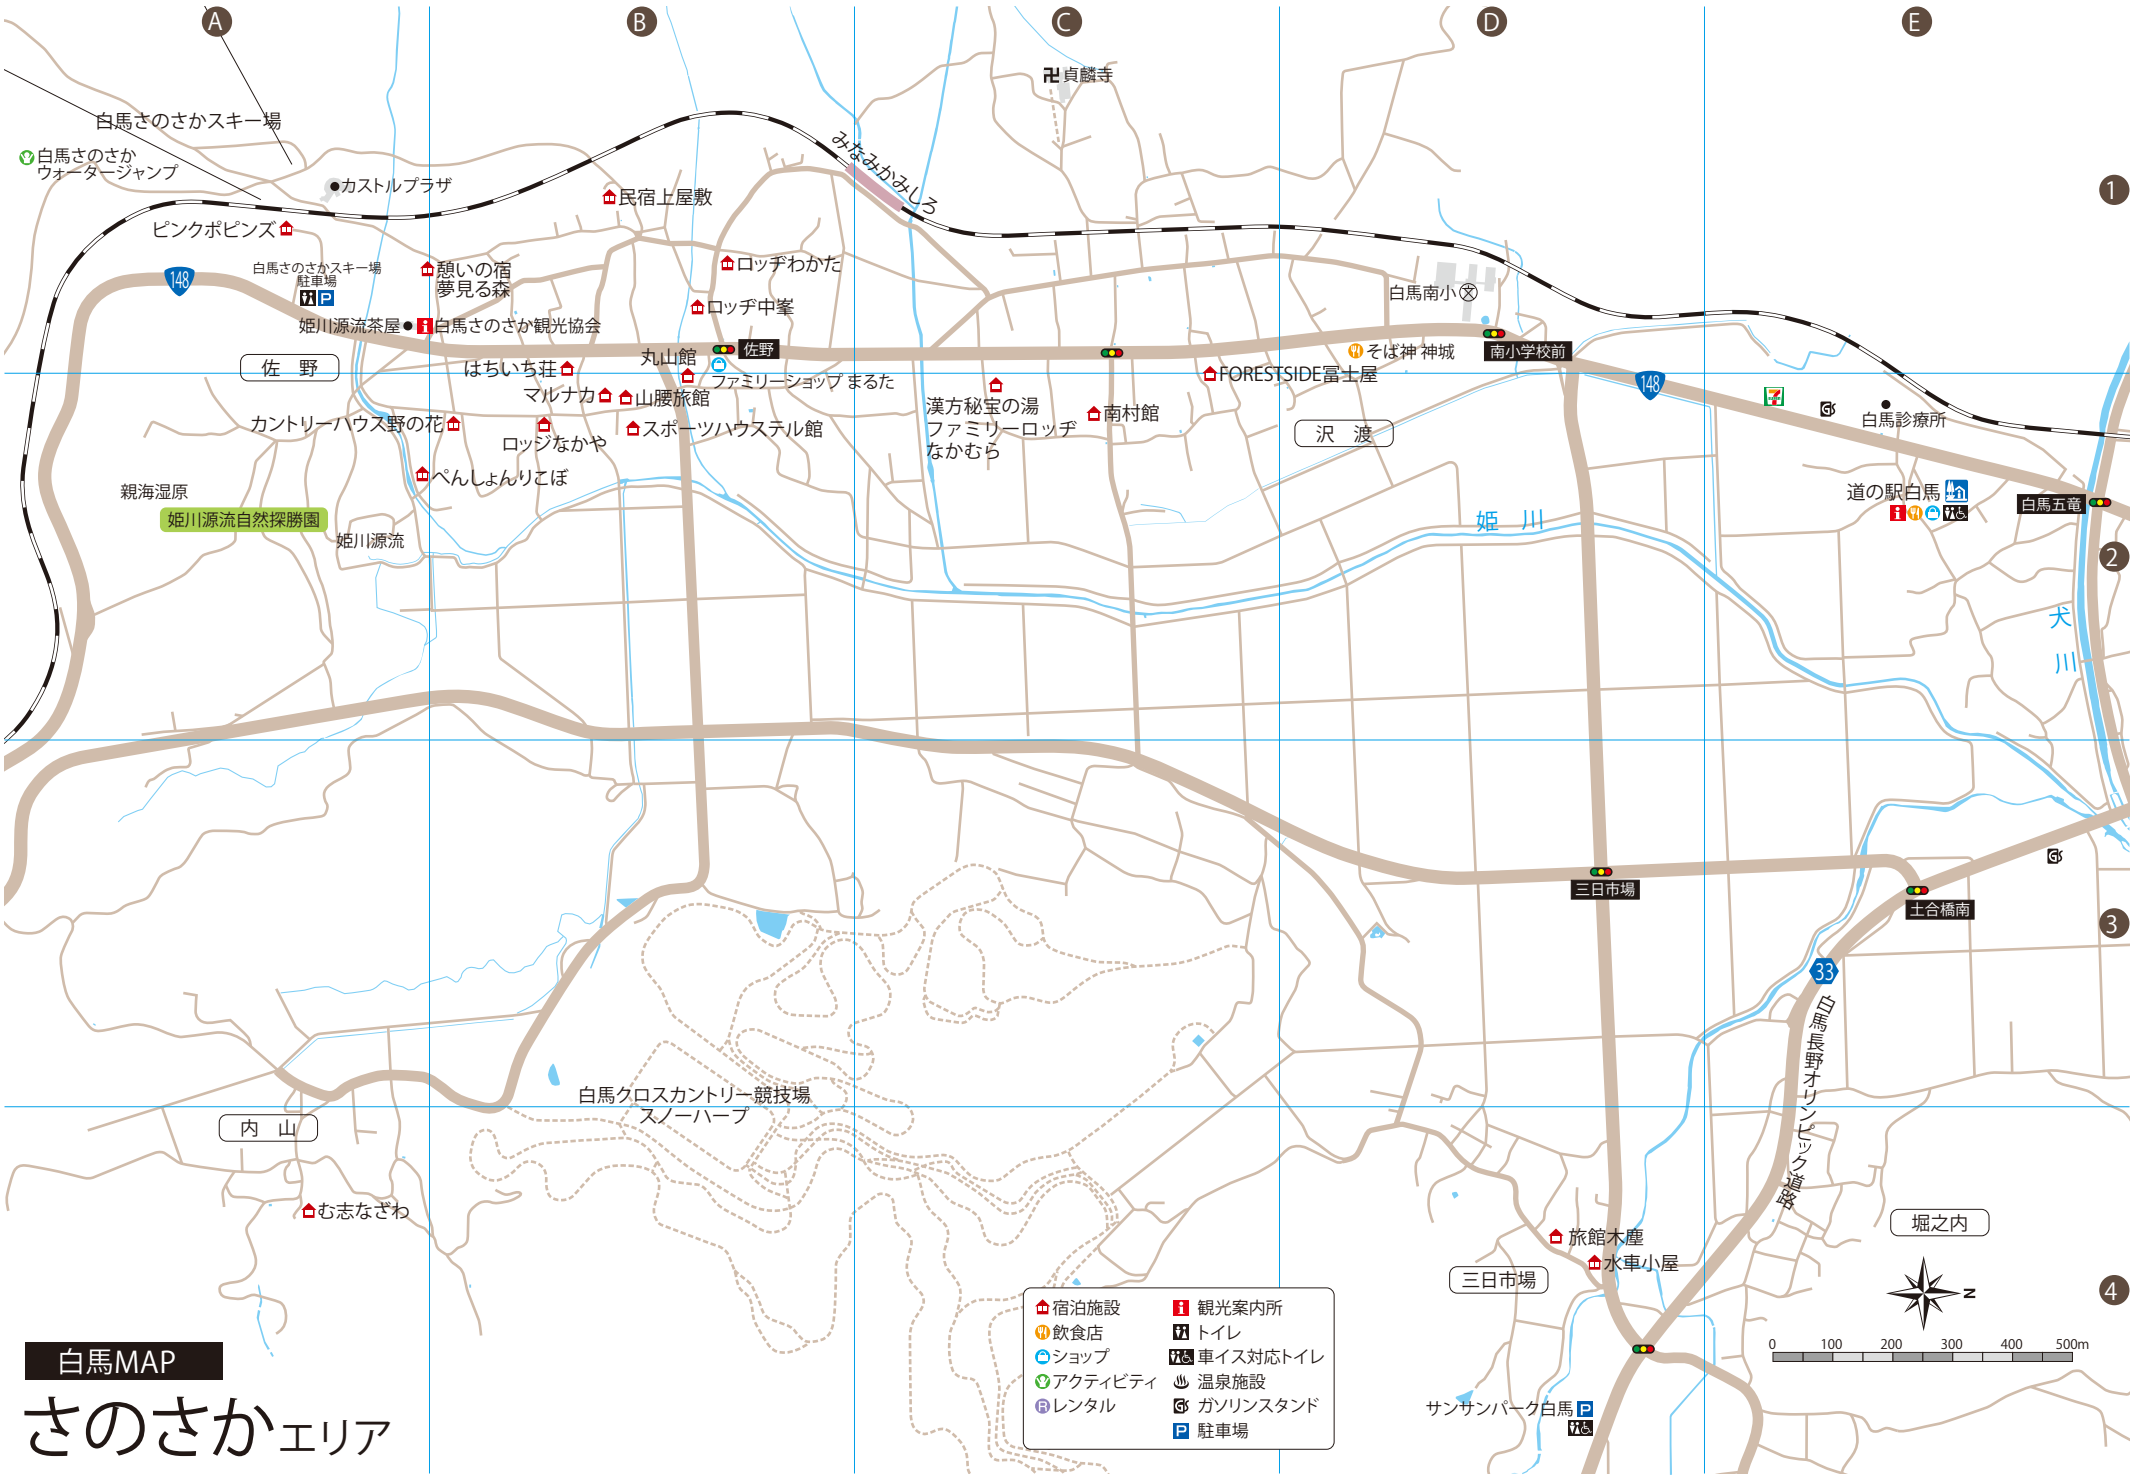 A
B
C
D
E
卍 貞麟寺
白馬さのさかスキー場
白馬さのさか
ウォータージャンプ
カストルプラザ
みなみかみしろ
民宿上屋敷
1
ピンクポピンズ
148
白馬さのさかスキー場
駐車場
P
憩いの宿
夢見る森
ロッヂわかた
ロッヂ中峯
白馬南小
文
姫川源流茶屋
白馬さのさか観光協会
佐野
丸山館
佐野
そば神 神城
南小学校前
はちいち荘
ファミリーショップ まるた
FORESTSIDE冨士屋
148
マルナカ
山腰旅館
漢方秘宝の湯
ファミリーロッヂ
なかむら
南村館
GS
白馬診療所
カントリーハウス野の花
ロッジなかや
スポーツハウステル館
沢渡
ぺんしょんりこぼ
親海湿原
姫川源流自然探勝園
姫川源流
姫川
道の駅白馬
白馬五竜
2
犬川
GS
三日市場
土合橋南
3
33
白馬長野オリンピック道路
白馬クロスカントリー競技場
スノーハープ
内山
む志なざわ
旅館木塵
水車小屋
三日市場
堀之内
N
4
0 100 200 300 400 500m
サンサンパーク白馬
P
宿泊施設
飲食店
ショップ
アクティビティ
R レンタル
観光案内所
トイレ
車イス対応トイレ
温泉施設
GS ガソリンスタンド
P 駐車場
白馬MAP
さのさかエリア